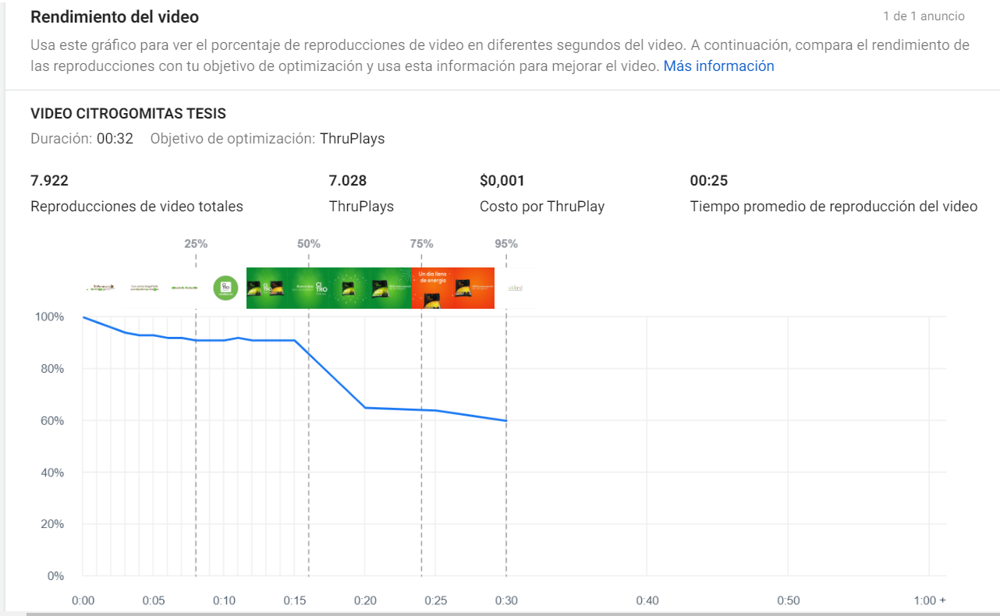 Rendimiento del video
1 de 1 anuncio
Usa este gráfico para ver el porcentaje de reproducciones de video en diferentes segundos del video. A continuación, compara el rendimiento de
las reproducciones con tu objetivo de optimización y usa esta información para mejorar el video. Más información
VIDEO CITROGOMITAS TESIS
Duración: 00:32 Objetivo de optimización: ThruPlays
7.922 7.028 $0,001 00:25
Reproducciones de video totales ThruPlays Costo por ThruPlay Tiempo promedio de reproducción del video
25% 50% 75% 95%
Un día lleno
de energía
100%
80%
60%
40%
20%
0%
0:00 0:05 0:10 0:15 0:20 0:25 0:30 0:40 0:50 1:00 +